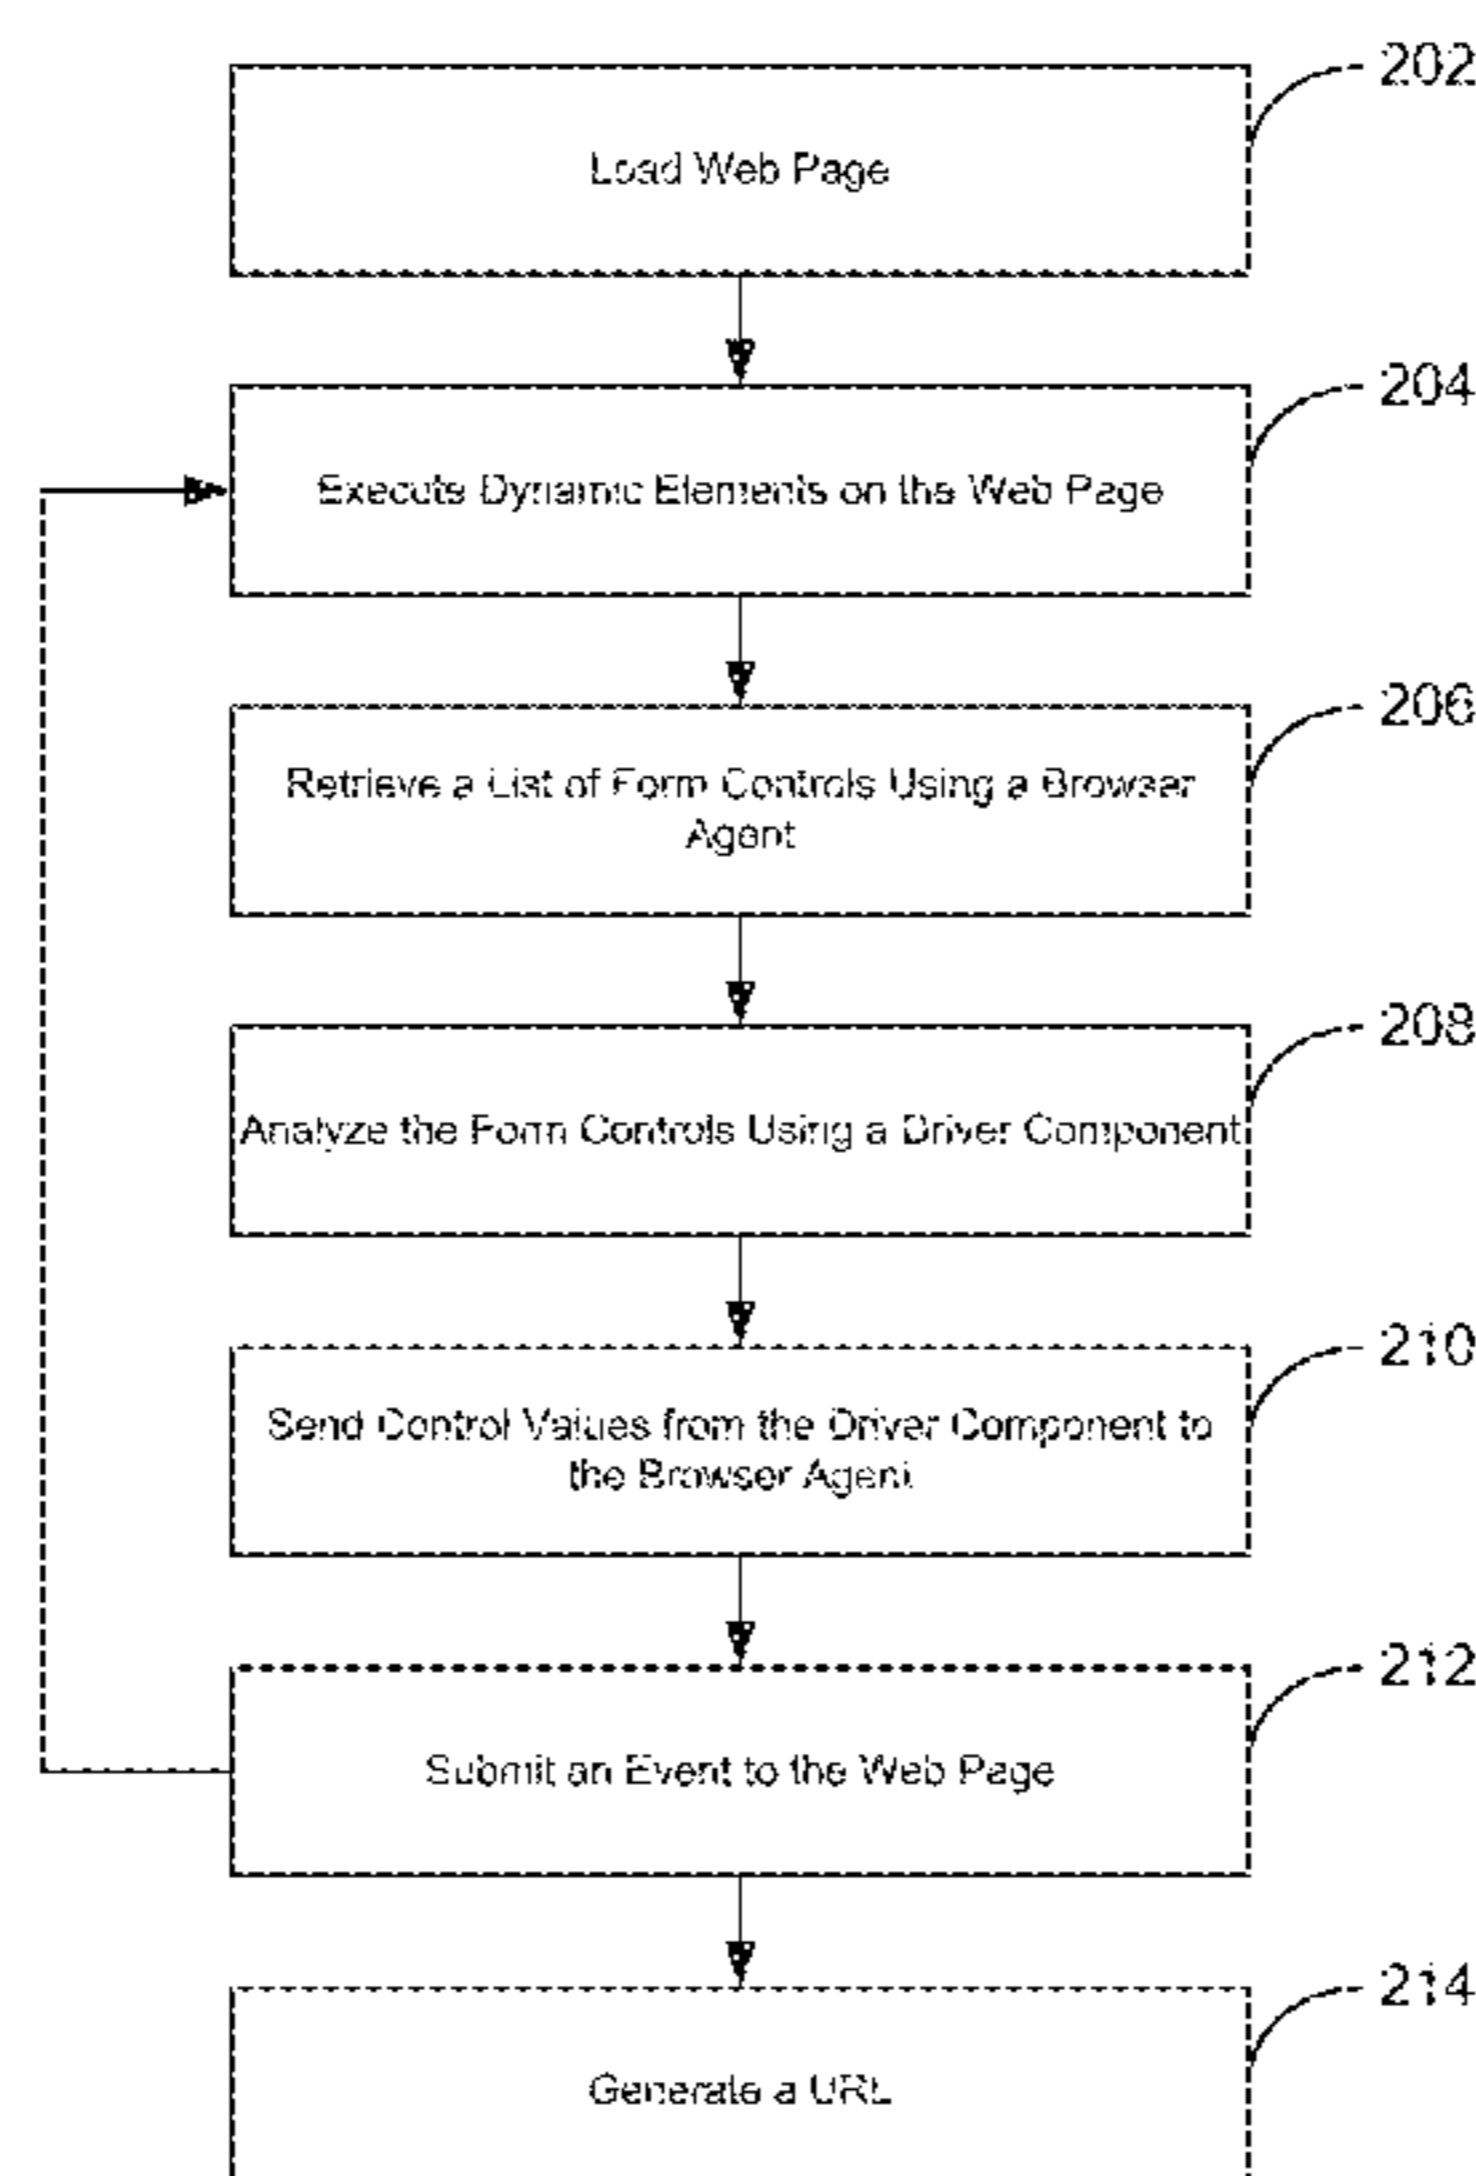 202
Load Web Page
204
Execute Dynamic Elements on the Web Page
206
Retrieve a List of Form Controls Using a Browser
Agent
208
Analyze the Form Controls Using a Driver Component
210
Send Control Values from the Driver Component to
the Browser Agent
212
Submit an Event to the Web Page
214
Generate a URL